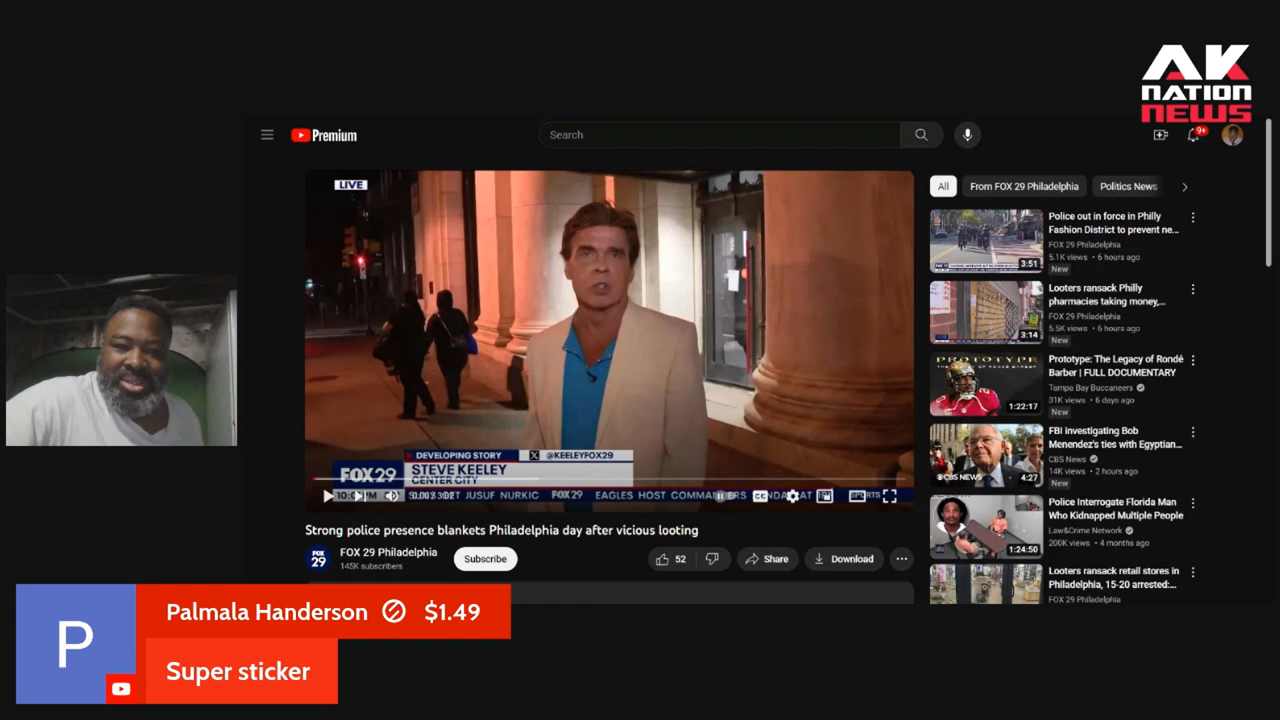 AK
NATION
NEWS
Premium
Search
9+
LIVE
DEVELOPING STORY
X @KEELEYFOX29
FOX29
STEVE KEELEY
CENTER CITY
JUSUF NURKIC FOX29 EAGLES HOST COMMANDERS
Strong police presence blankets Philadelphia day after vicious looting
FOX 29 Philadelphia
145K subscribers
Subscribe
52
Share
Download
All
From FOX 29 Philadelphia
Politics News
Police out in force in Philly
Fashion District to prevent ne...
FOX 29 Philadelphia
5.1K views • 6 hours ago
New
3:51
Looters ransack Philly
pharmacies taking money,...
FOX 29 Philadelphia
5.5K views • 6 hours ago
New
3:14
PROTOTYPE
Prototype: The Legacy of Rondé
Barber | FULL DOCUMENTARY
Tampa Bay Buccaneers
31K views • 6 days ago
New
1:22:17
FBI investigating Bob
Menendez's ties with Egyptian...
CBS News
14K views • 2 hours ago
New
CBS NEWS
4:27
Police Interrogate Florida Man
Who Kidnapped Multiple People
Law&Crime Network
200K views • 4 months ago
1:24:50
Looters ransack retail stores in
Philadelphia, 15-20 arrested:...
FOX 29 Philadelphia
P
Palmala Handerson $1.49
Super sticker